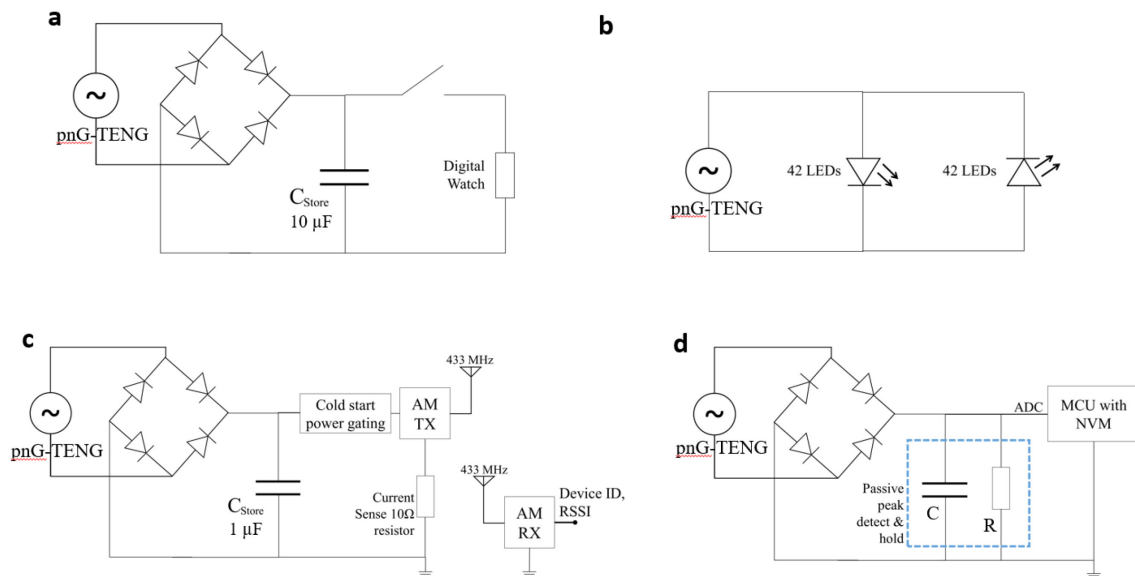 a
~
pnG-TENG
C_Store
10 µF
Digital
Watch
b
~
pnG-TENG
42 LEDs
42 LEDs
c
~
pnG-TENG
C_Store
1 µF
Cold start
power gating
AM
TX
433 MHz
Current
Sense 10Ω
resistor
433 MHz
AM
RX
Device ID,
RSSI
d
~
pnG-TENG
Passive
peak
detect &
hold
C
R
ADC
MCU with
NVM